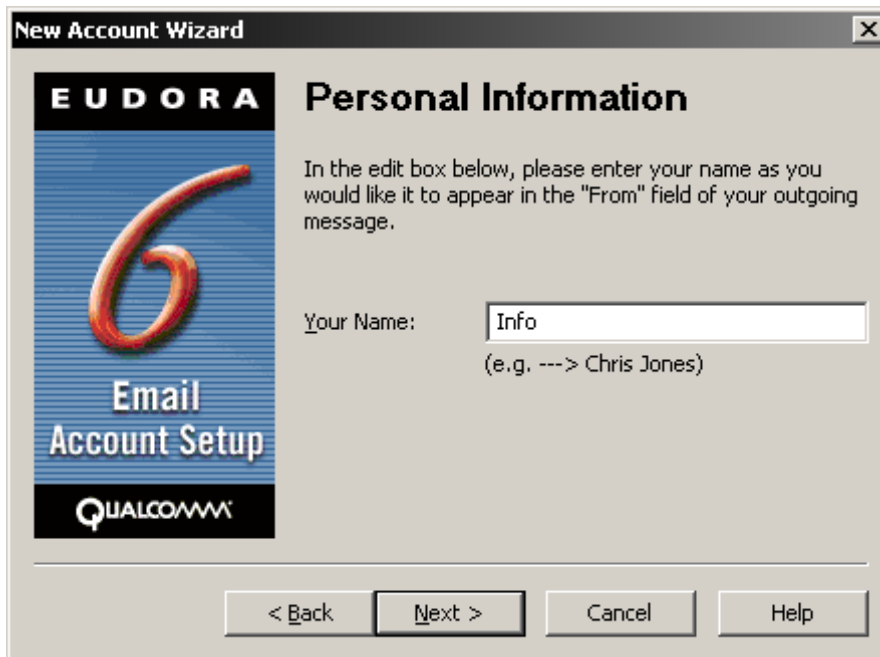 New Account Wizard
EUDORA
6
Email
Account Setup
QUALCOMM
Personal Information
In the edit box below, please enter your name as you
would like it to appear in the "From" field of your outgoing
message.
Your Name: Info
(e.g. ---> Chris Jones)
< Back Next > Cancel Help